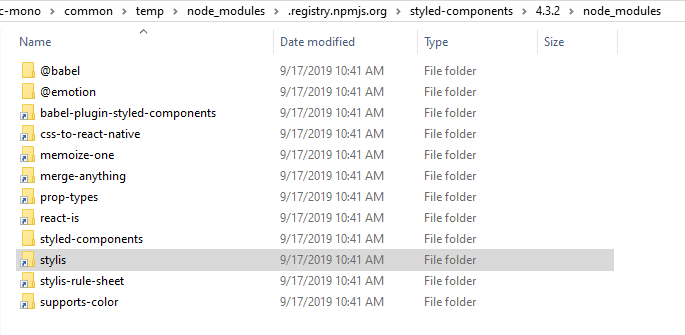 c-mono > common > temp > node_modules > .registry.npmjs.org > styled-components > 4.3.2 > node_modules
Name Date modified Type Size
@babel 9/17/2019 10:41 AM File folder
@emotion 9/17/2019 10:41 AM File folder
babel-plugin-styled-components 9/17/2019 10:41 AM File folder
css-to-react-native 9/17/2019 10:41 AM File folder
memoize-one 9/17/2019 10:41 AM File folder
merge-anything 9/17/2019 10:41 AM File folder
prop-types 9/17/2019 10:41 AM File folder
react-is 9/17/2019 10:41 AM File folder
styled-components 9/17/2019 10:41 AM File folder
stylis 9/17/2019 10:41 AM File folder
stylis-rule-sheet 9/17/2019 10:41 AM File folder
supports-color 9/17/2019 10:41 AM File folder